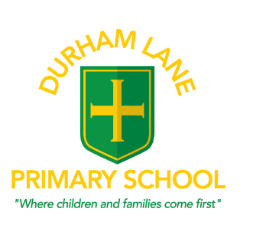 DURHAM LANE
PRIMARY SCHOOL
"Where children and families come first"